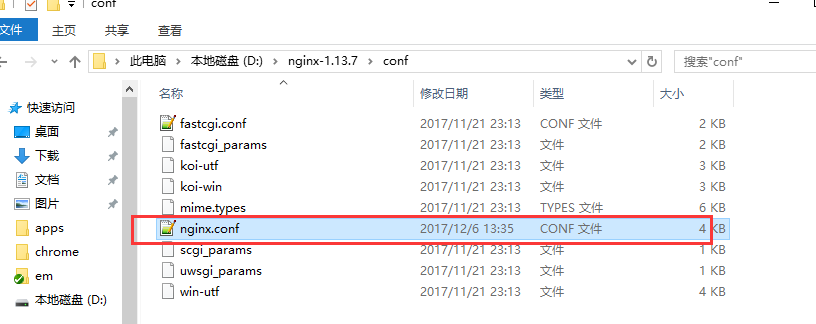 conf
文件 主页 共享 查看
此电脑 本地磁盘 (D:) nginx-1.13.7 conf 搜索"conf"
名称 修改日期 类型 大小
快速访问
桌面
下载
文档
图片
apps
chrome
em
本地磁盘 (D:)
fastcgi.conf 2017/11/21 23:13 CONF 文件 2 KB
fastcgi_params 2017/11/21 23:13 文件 2 KB
koi-utf 2017/11/21 23:13 文件 3 KB
koi-win 2017/11/21 23:13 文件 3 KB
mime.types 2017/11/21 23:13 TYPES 文件 6 KB
nginx.conf 2017/12/6 13:35 CONF 文件 4 KB
scgi_params 2017/11/21 23:13 文件 1 KB
uwsgi_params 2017/11/21 23:13 文件 1 KB
win-utf 2017/11/21 23:13 文件 4 KB